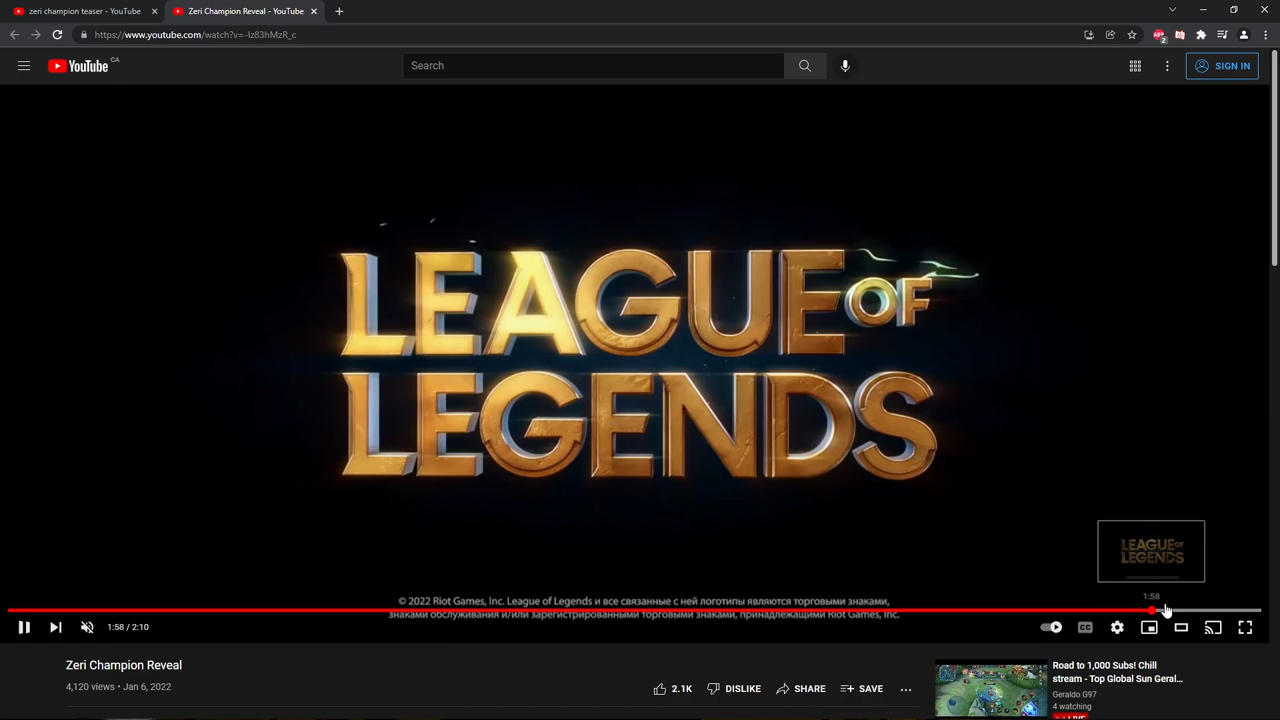 zeri champion teaser - YouTube
Zeri Champion Reveal - YouTube
https://www.youtube.com/watch?v=-lz83hMzR_c
2
YouTube CA
Search
SIGN IN
LEAGUE OF
LEGENDS
LEAGUE OF
LEGENDS
1:58
© 2022 Riot Games, Inc. League of Legends и все связанные с ней логотипы являются торговыми знаками,
знаками обслуживания и/или зарегистрированными торговыми знаками, принадлежащими Riot Games, Inc.
1:58 / 2:10
CC
Zeri Champion Reveal
4,120 views • Jan 6, 2022
2.1K
DISLIKE
SHARE
SAVE
Road to 1,000 Subs! Chill
stream - Top Global Sun Geral...
Geraldo G97
4 watching
LIVE